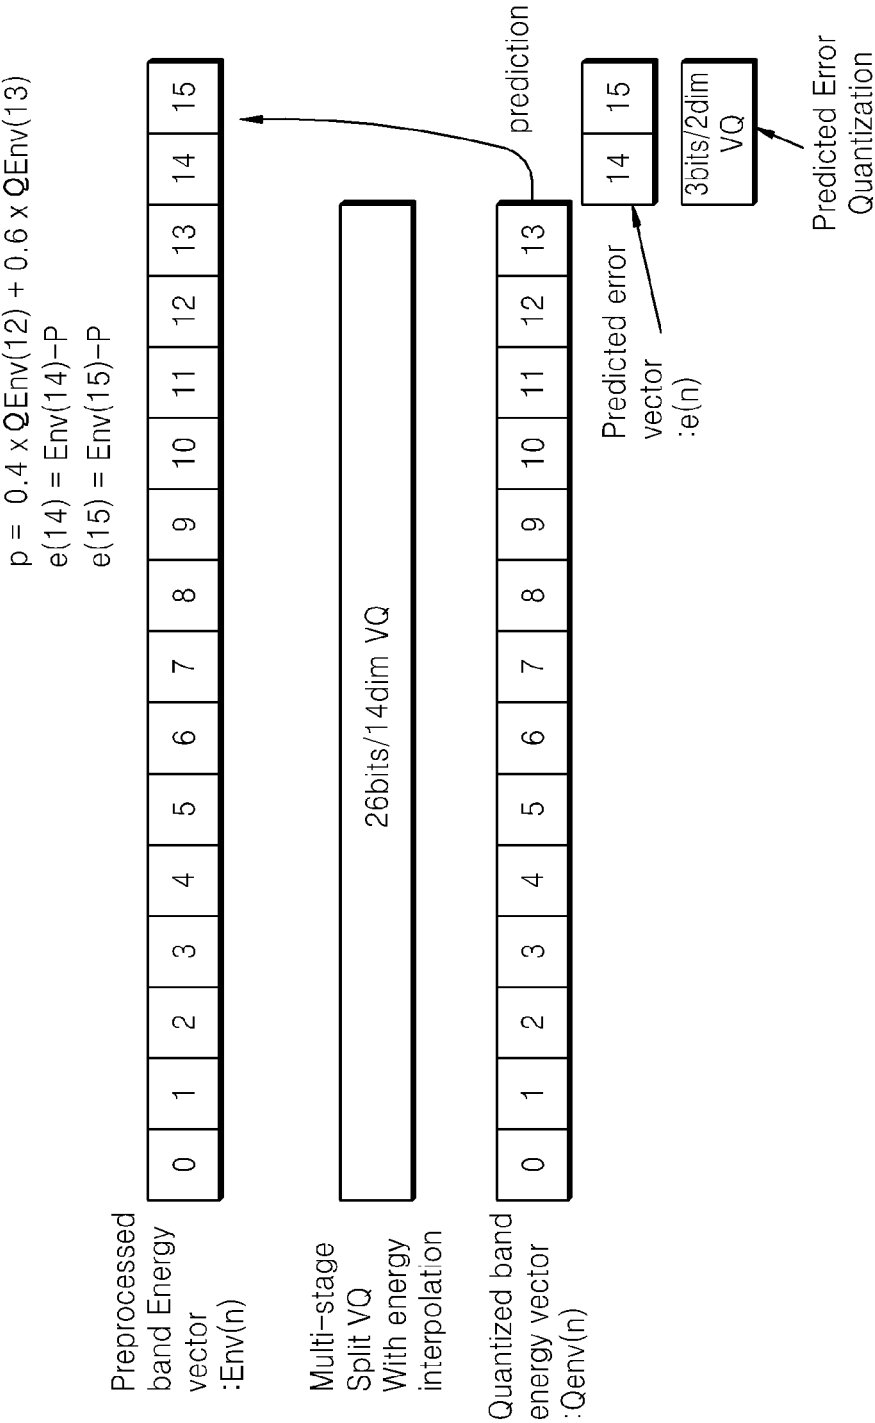 p = 0.4 x QEnv(12) + 0.6 x QEnv(13)
e(14) = Env(14)-P
e(15) = Env(15)-P
Preprocessed
band Energy
vector
:Env(n)
0 1 2 3 4 5 6 7 8 9 10 11 12 13 14 15
Multi-stage
Split VQ
With energy
interpolation
26bits/14dim VQ
Quantized band
energy vector
:Qenv(n)
0 1 2 3 4 5 6 7 8 9 10 11 12 13
prediction
14 15
Predicted error
vector
:e(n)
3bits/2dim
VQ
Predicted Error
Quantization